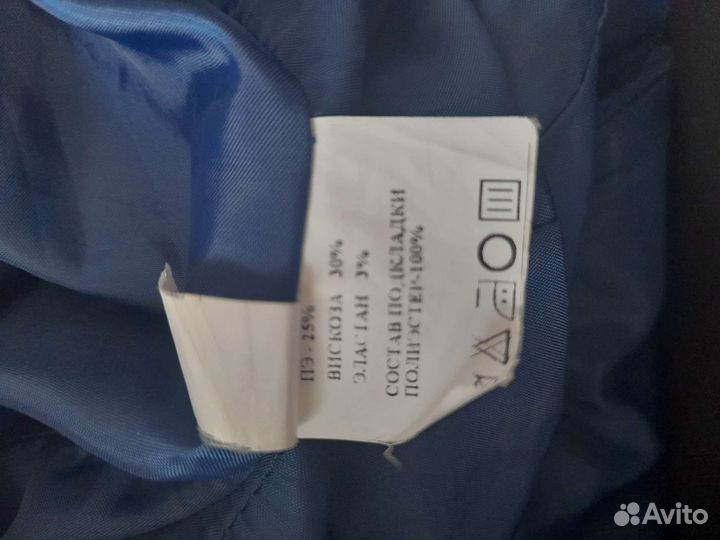 ПЭ - 25%
ВИСКОЗА 30%
ЭЛАСТАН 3%
СОСТАВ ПОДКЛАДКИ
ПОЛИЭСТЕР-100%
Avito